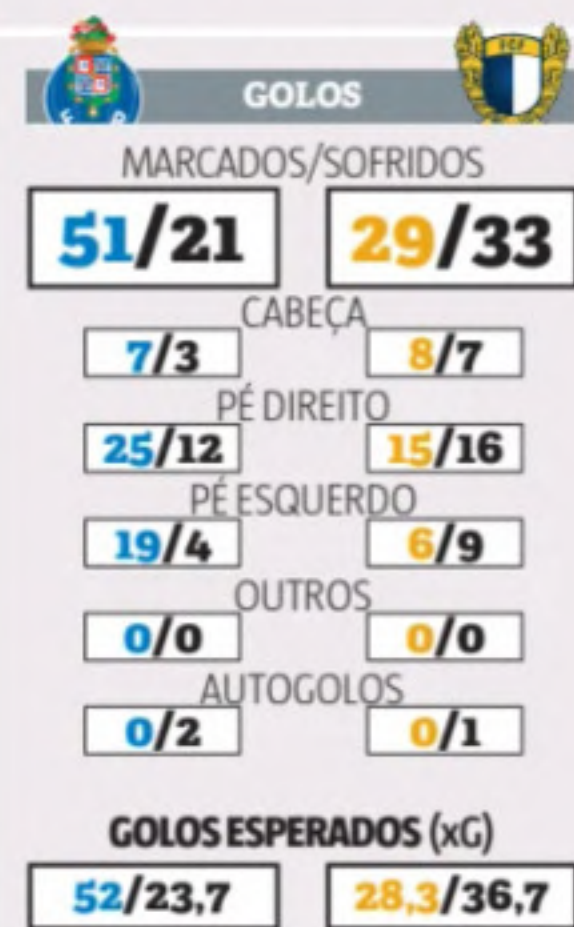 FCF
GOLOS
MARCADOS/SOFRIDOS
51/21 29/33
CABEÇA
7/3 8/7
PÉ DIREITO
25/12 15/16
PÉ ESQUERDO
19/4 6/9
OUTROS
0/0 0/0
AUTOGOLOS
0/2 0/1
GOLOS ESPERADOS (xG)
52/23,7 28,3/36,7